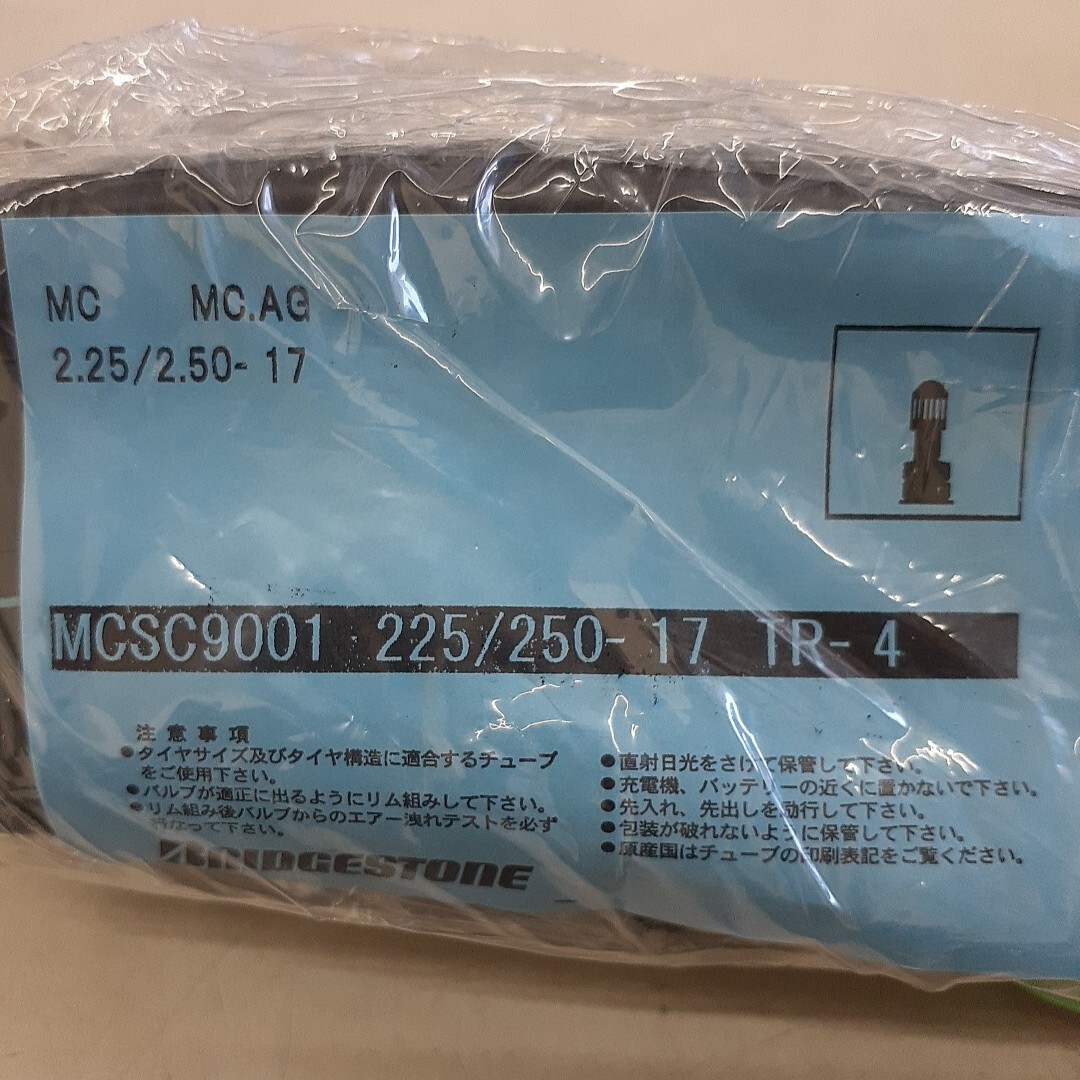 MC MC.AG
2.25/2.50- 17
MCSC9001 225/250- 17 TR- 4
注意事項
●タイヤサイズ及びタイヤ構造に適合するチューブ
をご使用下さい。
●バルブが適正に出るようにリム組みして下さい。
●リム組み後バルブからのエアー洩れテストを必ず
行なって下さい。
●直射日光をさけて保管して下さい。
●充電機、バッテリーの近くに置かないで下さい。
●先入れ、先出しを励行して下さい。
●包装が破れないように保管して下さい。
●原産国はチューブの印刷表記をご覧ください。
BRIDGESTONE